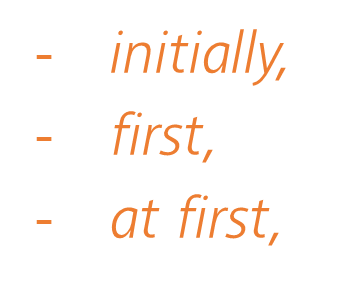 - initially,
- first,
- at first,